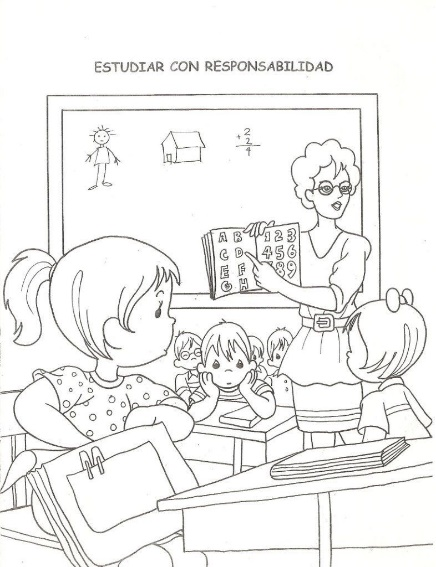 ESTUDIAR CON RESPONSABILIDAD
+2
2
4
A B 1 2 3
C D 4 5 6
E F 8 9
G H